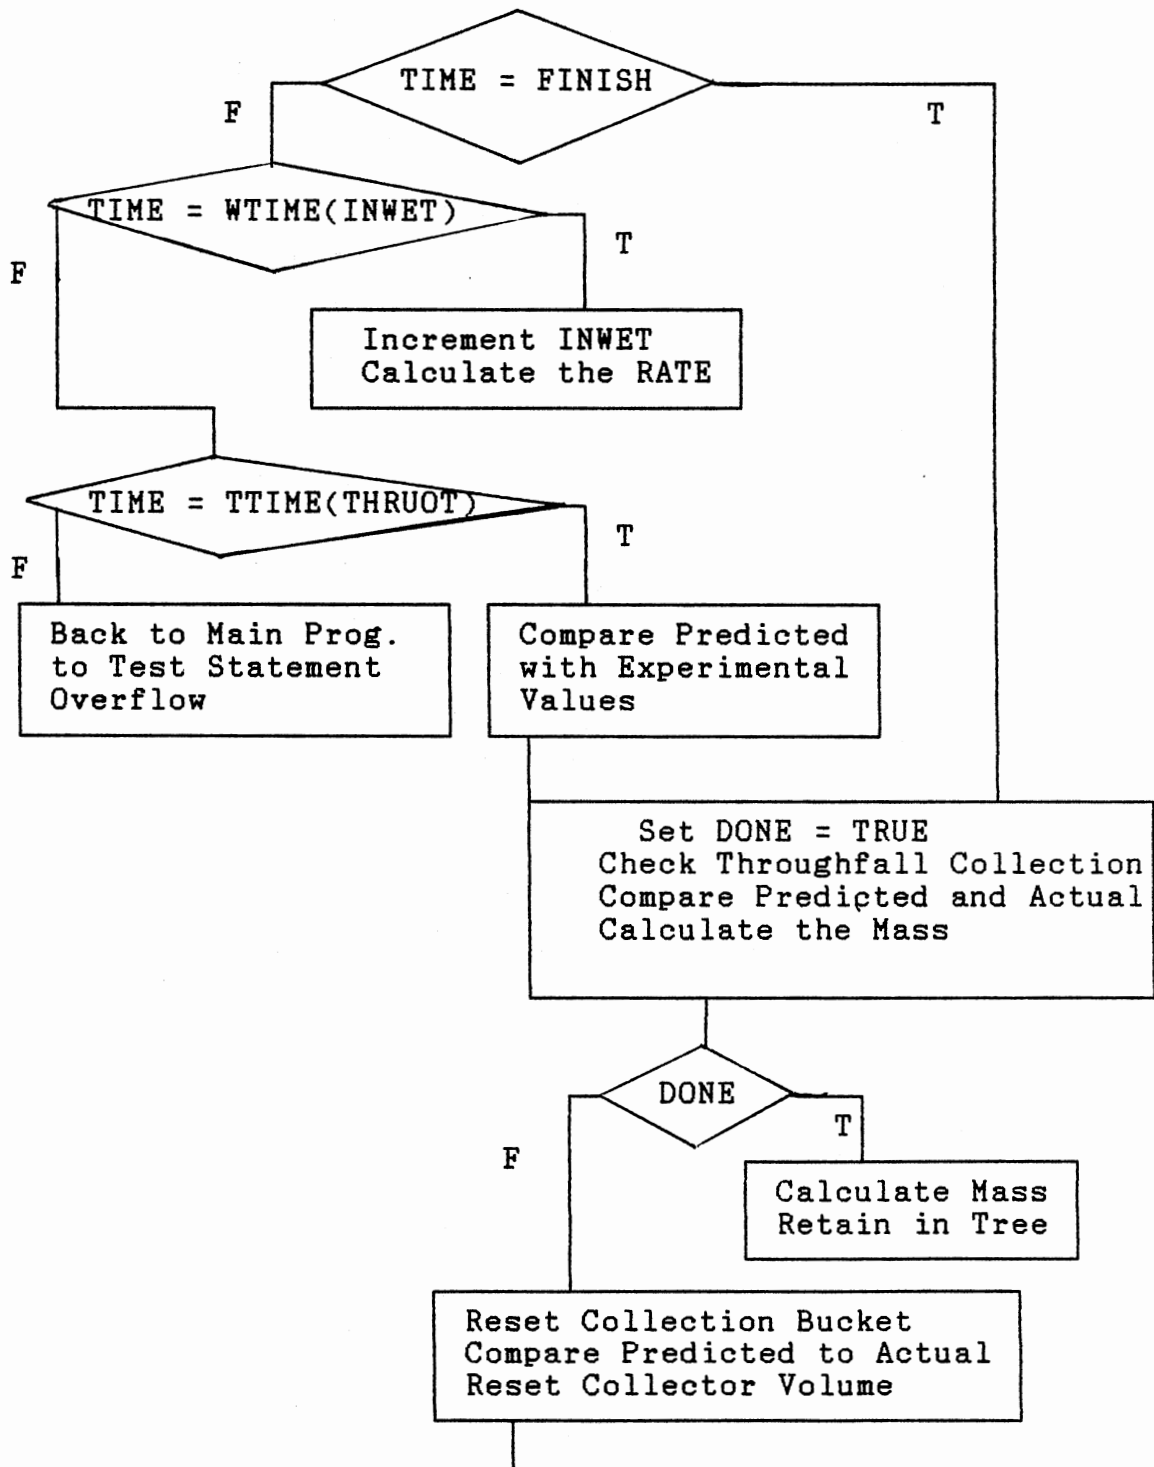 TIME = FINISH
F
T
TIME = WTIME(INWET)
T
F
Increment INWET
Calculate the RATE
TIME = TTIME(THRUOT)
T
F
Back to Main Prog.
to Test Statement
Overflow
Compare Predicted
with Experimental
Values
Set DONE = TRUE
Check Throughfall Collection
Compare Predicted and Actual
Calculate the Mass
DONE
T
F
Calculate Mass
Retain in Tree
Reset Collection Bucket
Compare Predicted to Actual
Reset Collector Volume